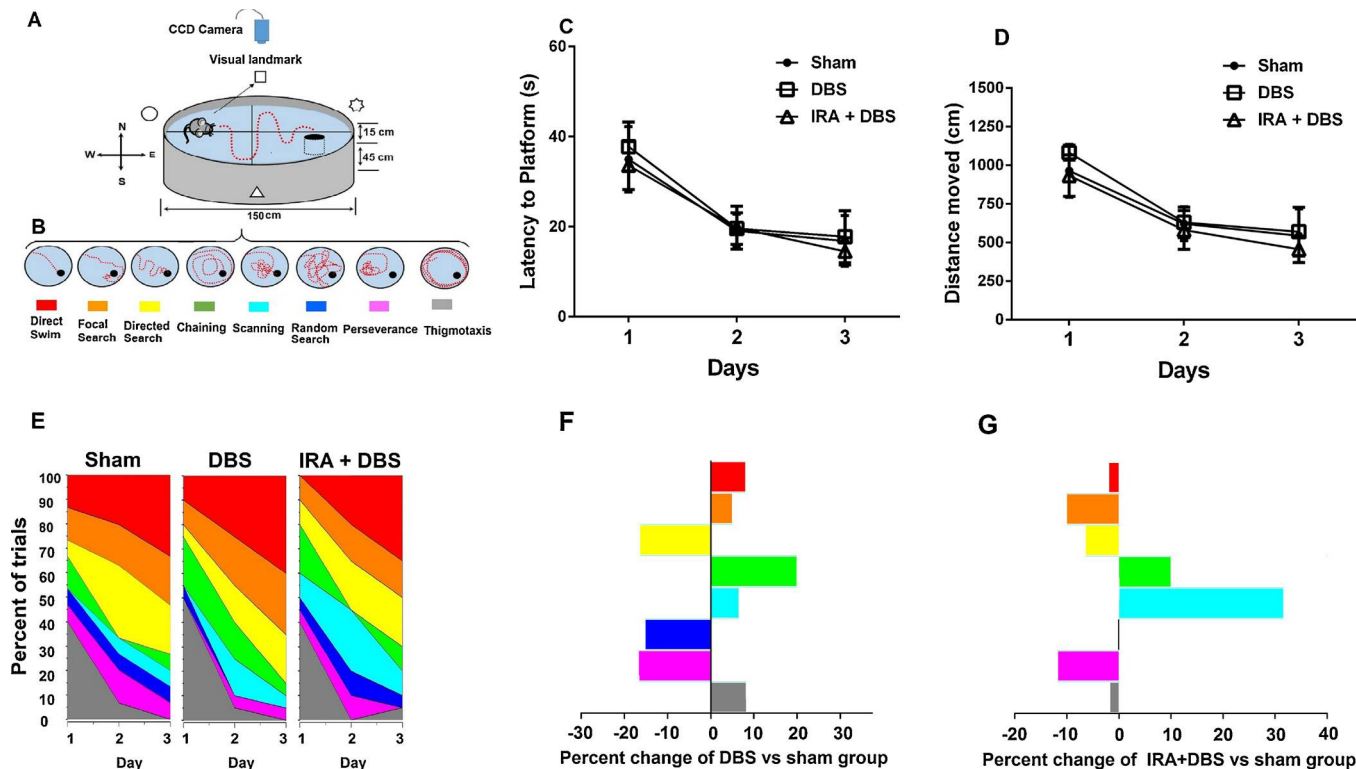 A
CCD Camera
Visual landmark
N
W
E
S
15 cm
45 cm
150cm
B
Direct
Swim
Focal
Search
Directed
Search
Chaining
Scanning
Random
Search
Perseverance
Thigmotaxis
C
Latency to Platform (s)
60
40
20
0
Sham
DBS
IRA + DBS
1 2 3
Days
D
Distance moved (cm)
1500
1250
1000
750
500
250
0
Sham
DBS
IRA + DBS
1 2 3
Days
E
Sham DBS IRA + DBS
Percent of trials
100
90
80
70
60
50
40
30
20
10
0
1 2 3 1 2 3 1 2 3
Day Day Day
F
-30 -20 -10 0 10 20 30
Percent change of DBS vs sham group
G
-20 -10 0 10 20 30 40
Percent change of IRA+DBS vs sham group